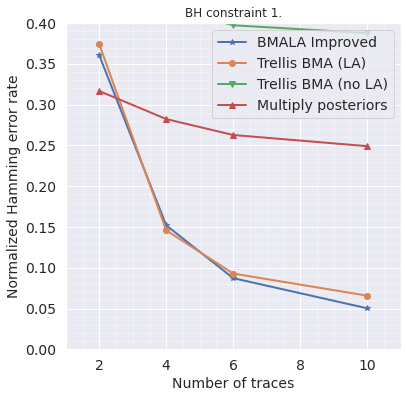 BH constraint 1.
BMALA Improved
Trellis BMA (LA)
Trellis BMA (no LA)
Multiply posteriors
Normalized Hamming error rate
0.40
0.35
0.30
0.25
0.20
0.15
0.10
0.05
0.00
2 4 6 8 10
Number of traces